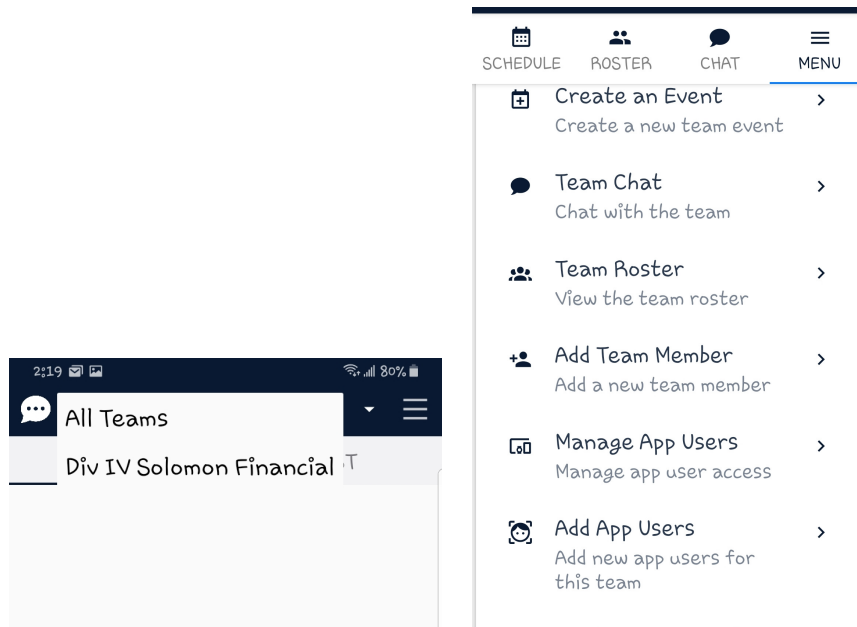 2:19
80%
All Teams
Div IV Solomon Financial
SCHEDULE
ROSTER
CHAT
MENU
Create an Event
Create a new team event
Team Chat
Chat with the team
Team Roster
View the team roster
Add Team Member
Add a new team member
Manage App Users
Manage app user access
Add App Users
Add new app users for
this team